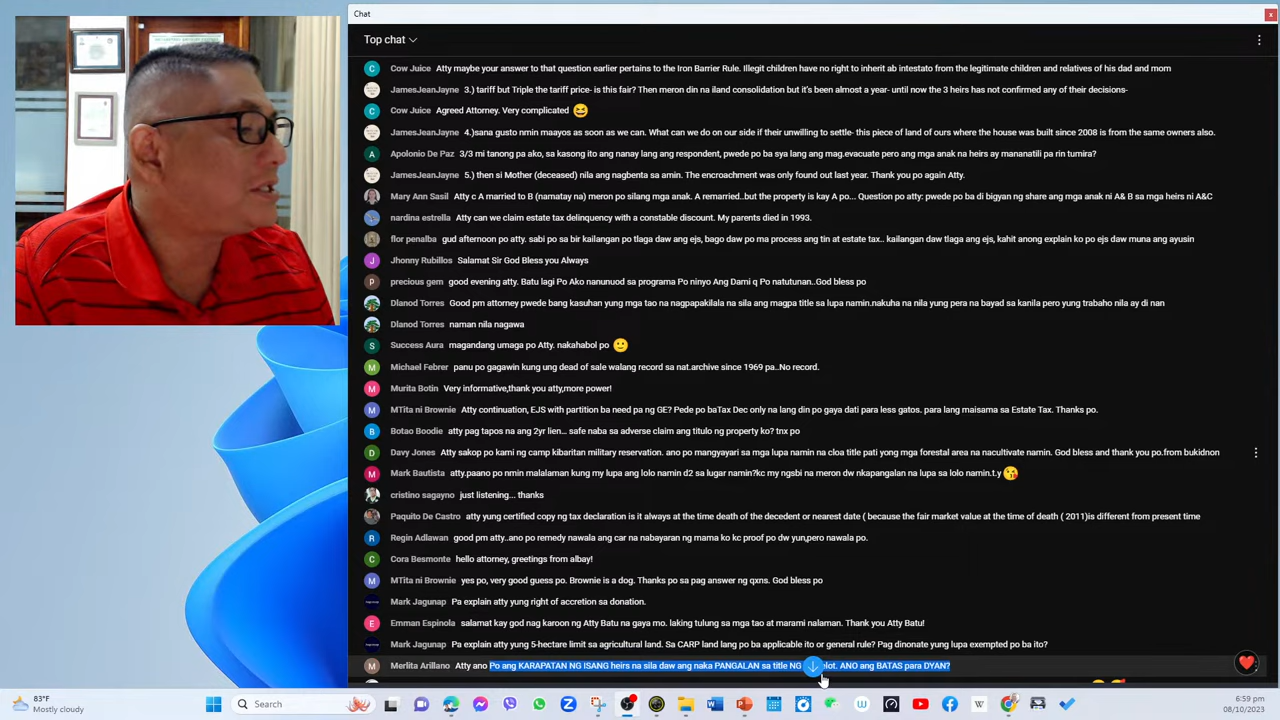 Chat
Top chat
Cow Juice Atty maybe your answer to that question earlier pertains to the Iron Barrier Rule. Illegit children have no right to inherit ab intestato from the legitimate children and relatives of his dad and mom
JamesJeanJayne 3.) tariff but Triple the tariff price- is this fair? Then meron din na iland consolidation but it's been almost a year- until now the 3 heirs has not confirmed any of their decisions-
Cow Juice Agreed Attorney. Very complicated 😆
JamesJeanJayne 4.)sana gusto nmin maayos as soon as we can. What can we do on our side if their unwilling to settle- this piece of land of ours where the house was built since 2008 is from the same owners also.
A Apolonio De Paz 3/3 mi tanong pa ako, sa kasong ito ang nanay lang ang respondent, pwede po ba sya lang ang mag.evacuate pero ang mga anak na heirs ay mananatili pa rin tumira?
JamesJeanJayne 5.) then si Mother (deceased) nila ang nagbenta sa amin. The encroachment was only found out last year. Thank you po again Atty.
Mary Ann Sasil Atty c A married to B (namatay na) meron po silang mga anak. A remarried..but the property is kay A po... Question po atty: pwede po ba di bigyan ng share ang mga anak ni A& B sa mga heirs ni A&C
nardina estrella Atty can we claim estate tax delinquency with a constable discount. My parents died in 1993.
flor penalba gud afternoon po atty. sabi po sa bir kailangan po tlaga daw ang ejs, bago daw po ma process ang tin at estate tax.. kailangan daw tlaga ang ejs, kahit anong explain ko po ejs daw muna ang ayusin
J Jhonny Rubillos Salamat Sir God Bless you Always
P precious gem good evening atty. Batu lagi Po Ako nanunuod sa programa Po ninyo Ang Dami q Po natutunan..God bless po
Dlanod Torres Good pm attorney pwede bang kasuhan yung mga tao na nagpapakilala na sila ang magpa title sa lupa namin.nakuha na nila yung pera na bayad sa kanila pero yung trabaho nila ay di nan
Dlanod Torres naman nila nagawa
S Success Aura magandang umaga po Atty. nakahabol po 🙂
M Michael Febrer panu po gagawin kung ung dead of sale walang record sa nat.archive since 1969 pa..No record.
M Murita Botin Very informative,thank you atty,more power!
M MTita ni Brownie Atty continuation, EJS with partition ba need pa ng GE? Pede po baTax Dec only na lang din po gaya dati para less gatos. para lang maisama sa Estate Tax. Thanks po.
B Botao Boodie atty pag tapos na ang 2yr lien... safe naba sa adverse claim ang titulo ng property ko? tnx po
D Davy Jones Atty sakop po kami ng camp kibaritan military reservation. ano po mangyayari sa mga lupa namin na cloa title pati yong mga forestal area na nacultivate namin. God bless and thank you po.from bukidnon
M Mark Bautista atty.paano po nmin malalaman kung my lupa ang lolo namin d2 sa lugar namin?kc my ngsbi na meron dw nkapangalan na lupa sa lolo namin.t.y 😘
cristino sagayno just listening... thanks
Paquito De Castro atty yung certified copy ng tax declaration is it always at the time death of the decedent or nearest date ( because the fair market value at the time of death ( 2011)is different from present time
R Regin Adlawan good pm atty..ano po remedy nawala ang car na nabayaran ng mama ko kc proof po dw yun,pero nawala po.
C Cora Besmonte hello attorney, greetings from albay!
M MTita ni Brownie yes po, very good guess po. Brownie is a dog. Thanks po sa pag answer ng qxns. God bless po
Mark Jagunap Pa explain atty yung right of accretion sa donation.
E Emman Espinola salamat kay god nag karoon ng Atty Batu na gaya mo. laking tulung sa mga tao at marami nalaman. Thank you Atty Batu!
Mark Jagunap Pa explain atty yung 5-hectare limit sa agricultural land. Sa CARP land lang po ba applicable ito or general rule? Pag dinonate yung lupa exempted po ba ito?
M Merlita Arillano Atty ano Po ang KARAPATAN NG ISANG heirs na sila daw ang naka PANGALAN sa title NG elot. ANO ang BATAS para DYAN?
83°F
Mostly cloudy
Search
6:59 pm
08/10/2023